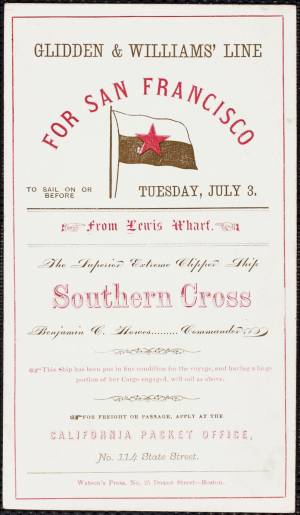 GLIDDEN & WILLIAMS' LINE
FOR SAN FRANCISCO
TO SAIL ON OR
BEFORE
TUESDAY, JULY 3.
From Lewis Wharf.
The Superior Extreme Clipper Ship
Southern Cross
Benjamin C. Howes........Commander
This Ship has been put in fine condition for the voyage, and having a large
portion of her Cargo engaged, will sail as above.
FOR FREIGHT OR PASSAGE, APPLY AT THE
CALIFORNIA PACKET OFFICE,
No. 114 State Street.
Watson's Press, No. 25 Doane Street—Boston.